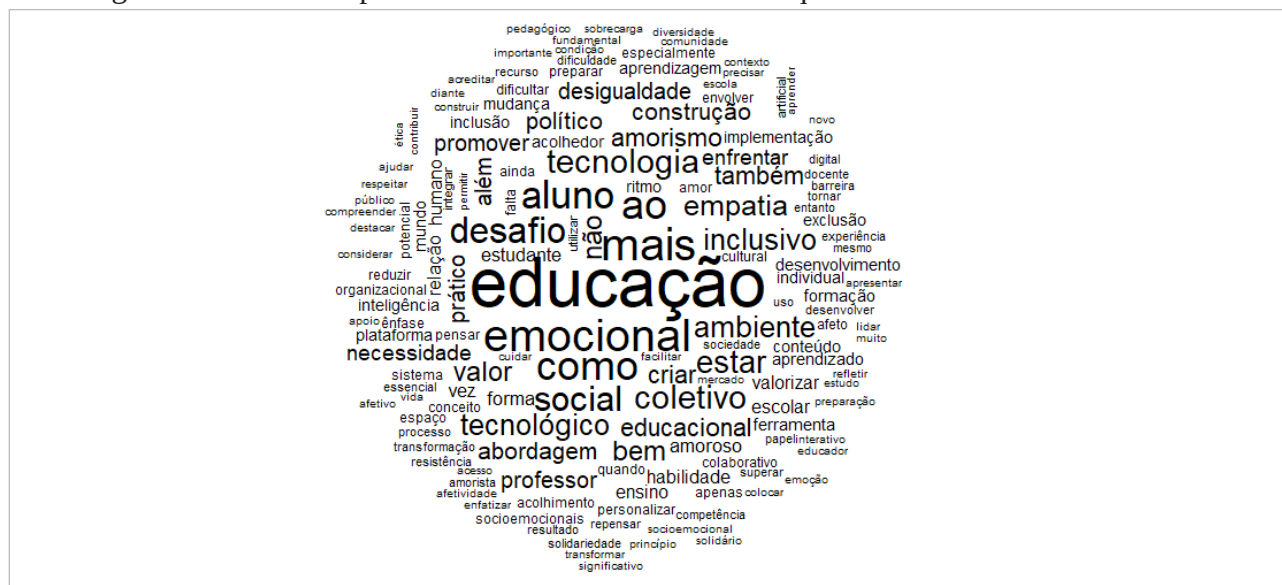 pedagógico sobrecarga diversidade
fundamental comunidade
importante condição especialmente
dificuldade contexto
recurso preparar aprendizagem precisar
acreditar escola
diante dificultar desigualdade envolver artificial aprender
construir mudança construção
ética contribuir inclusão político amorismo implementação novo
promover acolhedor
tecnologia enfrentar digital
ajudar humano integrar permitir além ainda também docente
respeitar falta aluno ritmo amor barreira
público potencial mundo relação ao empatia tornar
compreender entanto
destacar desafio utilizar não mais inclusivo exclusão
experiência
considerar prático estudante cultural mesmo
reduzir educação desenvolvimento
organizacional individual apresentar
inteligência uso formação
desenvolver
apoio ênfase emocional ambiente afeto lidar
plataforma pensar sociedade conteúdo muito
necessidade cuidar como facilitar estar aprendizado
sistema valor criar mercado valorizar refletir
essencial estudo
afetivo vida vez forma social coletivo escolar preparação
conceito
espaço tecnológico educacional ferramenta
processo papel interativo
transformação abordagem bem amoroso educador
resistência colaborativo
acesso professor quando habilidade superar emoção
amorista
afetividade ensino apenas colocar
enfatizar acolhimento personalizar competência
socioemocionais repensar socioemocional
resultado solidário
solidariedade princípio
transformar
significativo